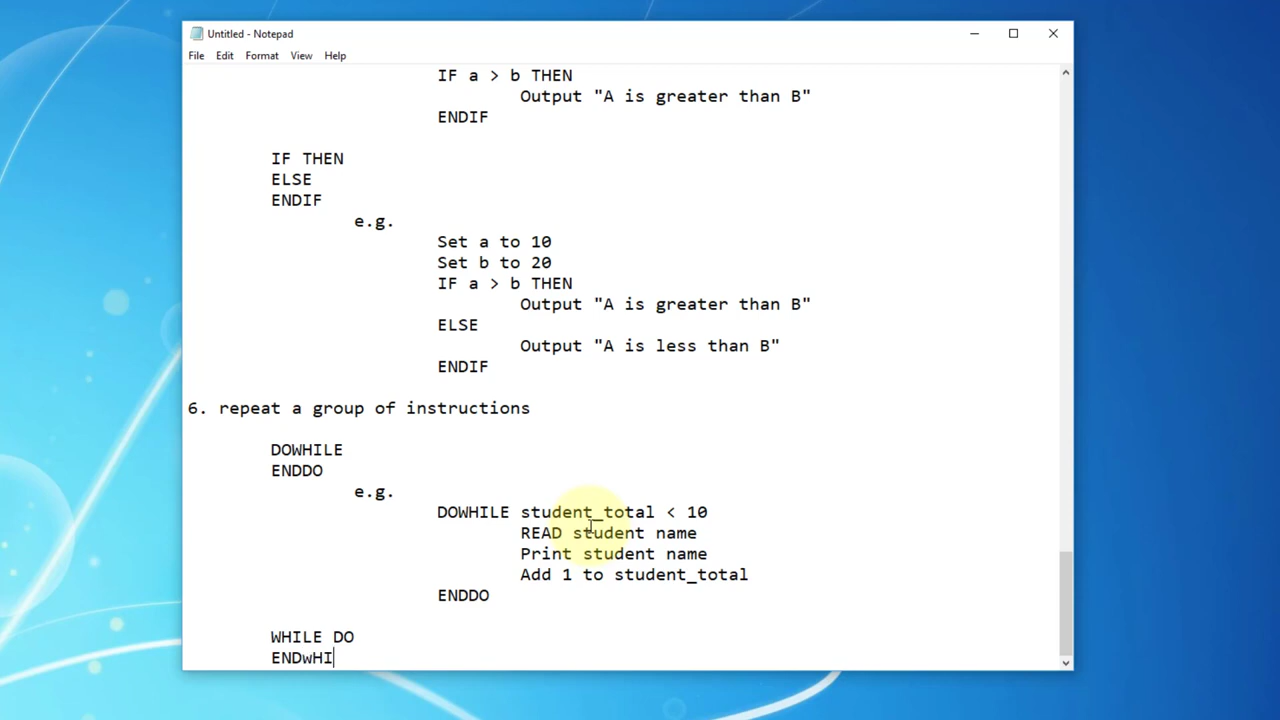 Untitled - Notepad
File Edit Format View Help
IF a > b THEN
Output "A is greater than B"
ENDIF
IF THEN
ELSE
ENDIF
e.g.
Set a to 10
Set b to 20
IF a > b THEN
Output "A is greater than B"
ELSE
Output "A is less than B"
ENDIF
6. repeat a group of instructions
DOWHILE
ENDDO
e.g.
DOWHILE student_total < 10
READ student name
Print student name
Add 1 to student_total
ENDDO
WHILE DO
ENDwHI